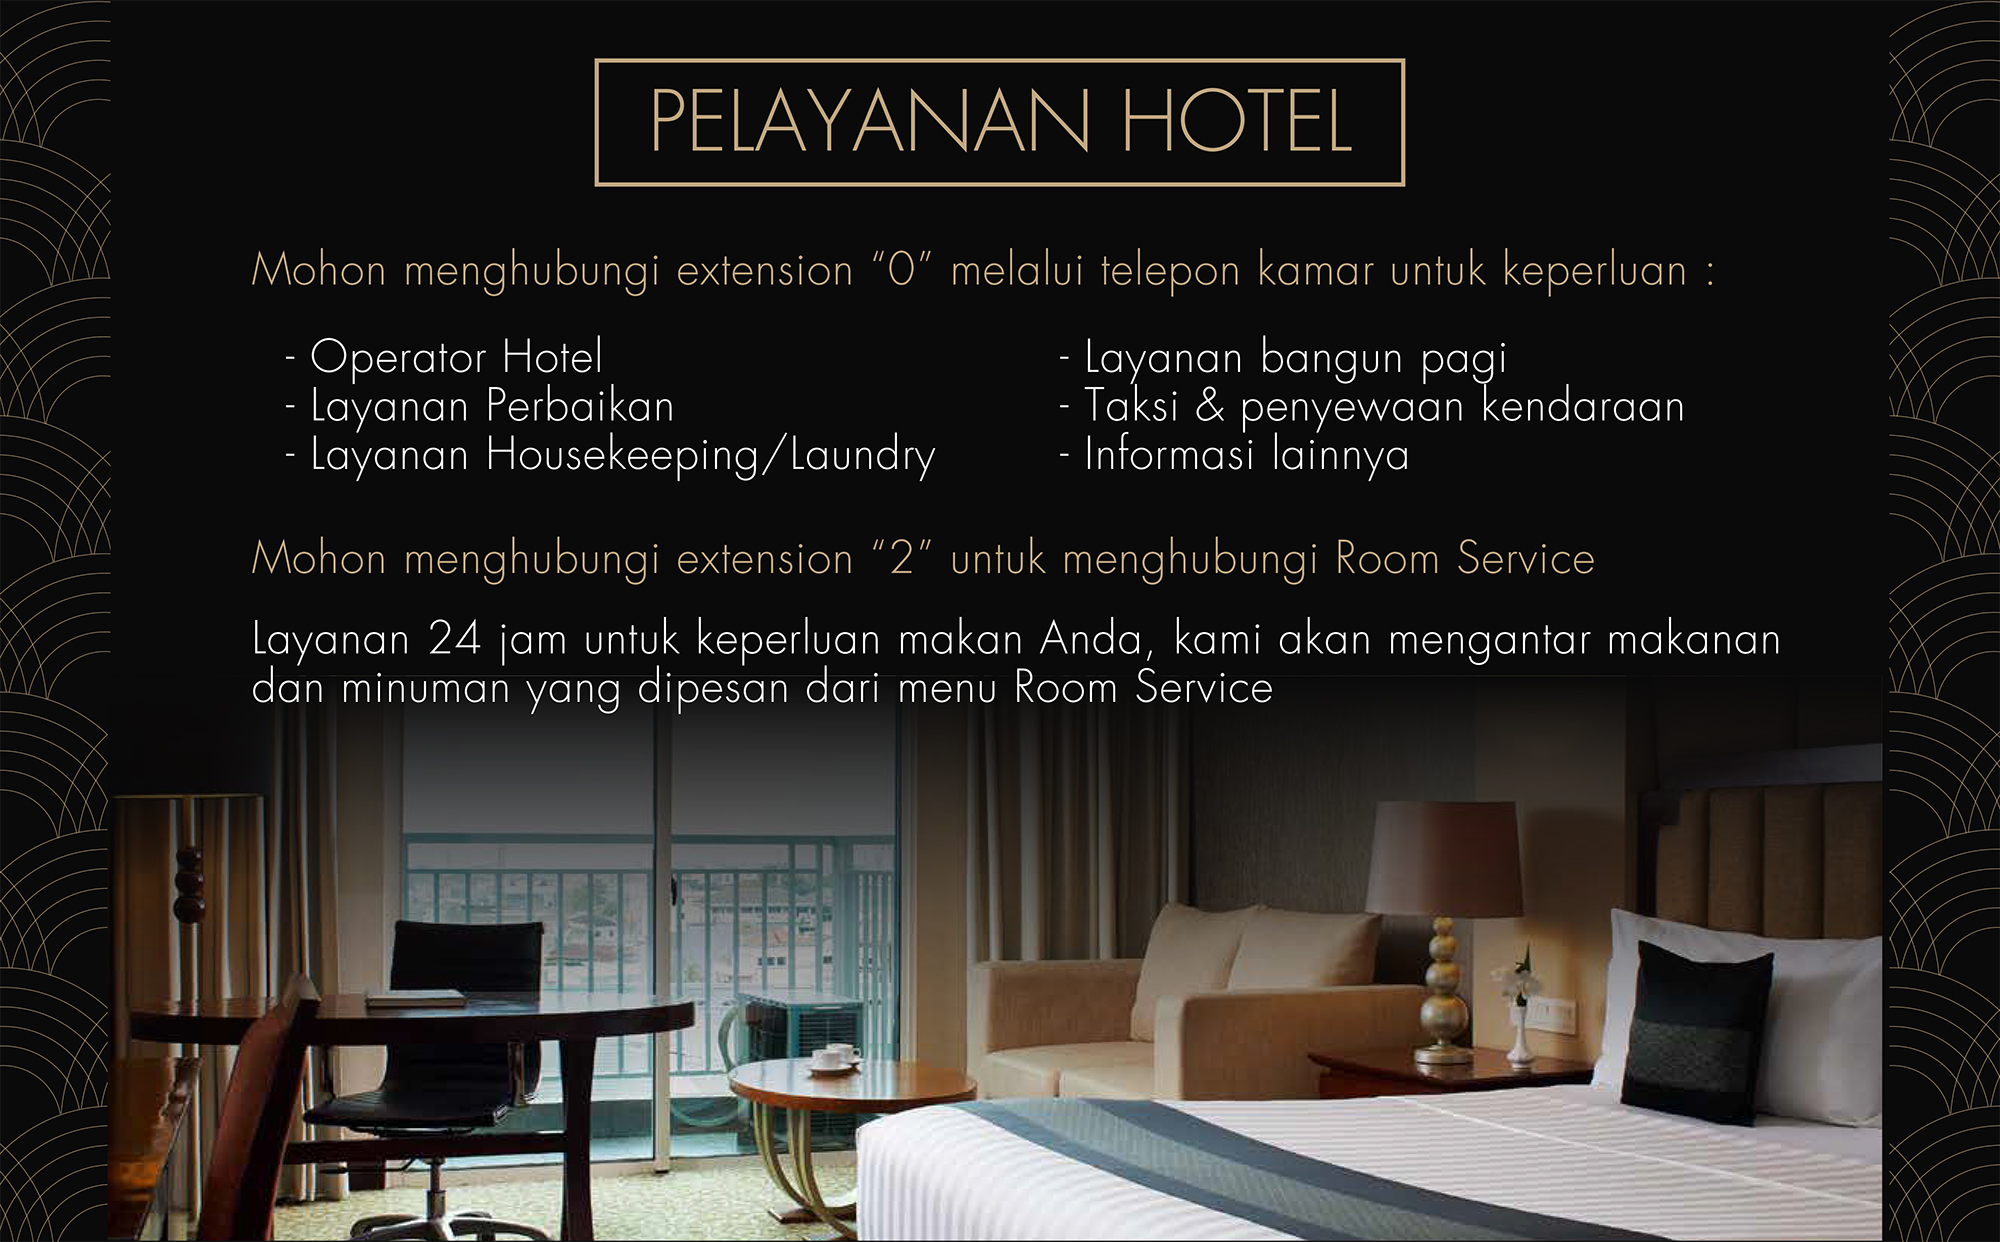 PELAYANAN HOTEL
Mohon menghubungi extension “0” melalui telepon kamar untuk keperluan :
- Operator Hotel
- Layanan Perbaikan
- Layanan Housekeeping/Laundry
- Layanan bangun pagi
- Taksi & penyewaan kendaraan
- Informasi lainnya
Mohon menghubungi extension “2” untuk menghubungi Room Service
Layanan 24 jam untuk keperluan makan Anda, kami akan mengantar makanan
dan minuman yang dipesan dari menu Room Service